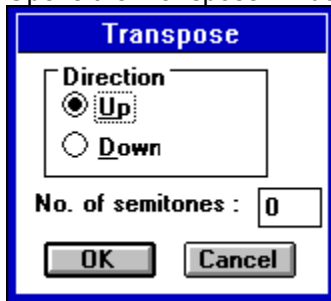 Transpose
Direction
Up
Down
No. of semitones : 0
OK Cancel